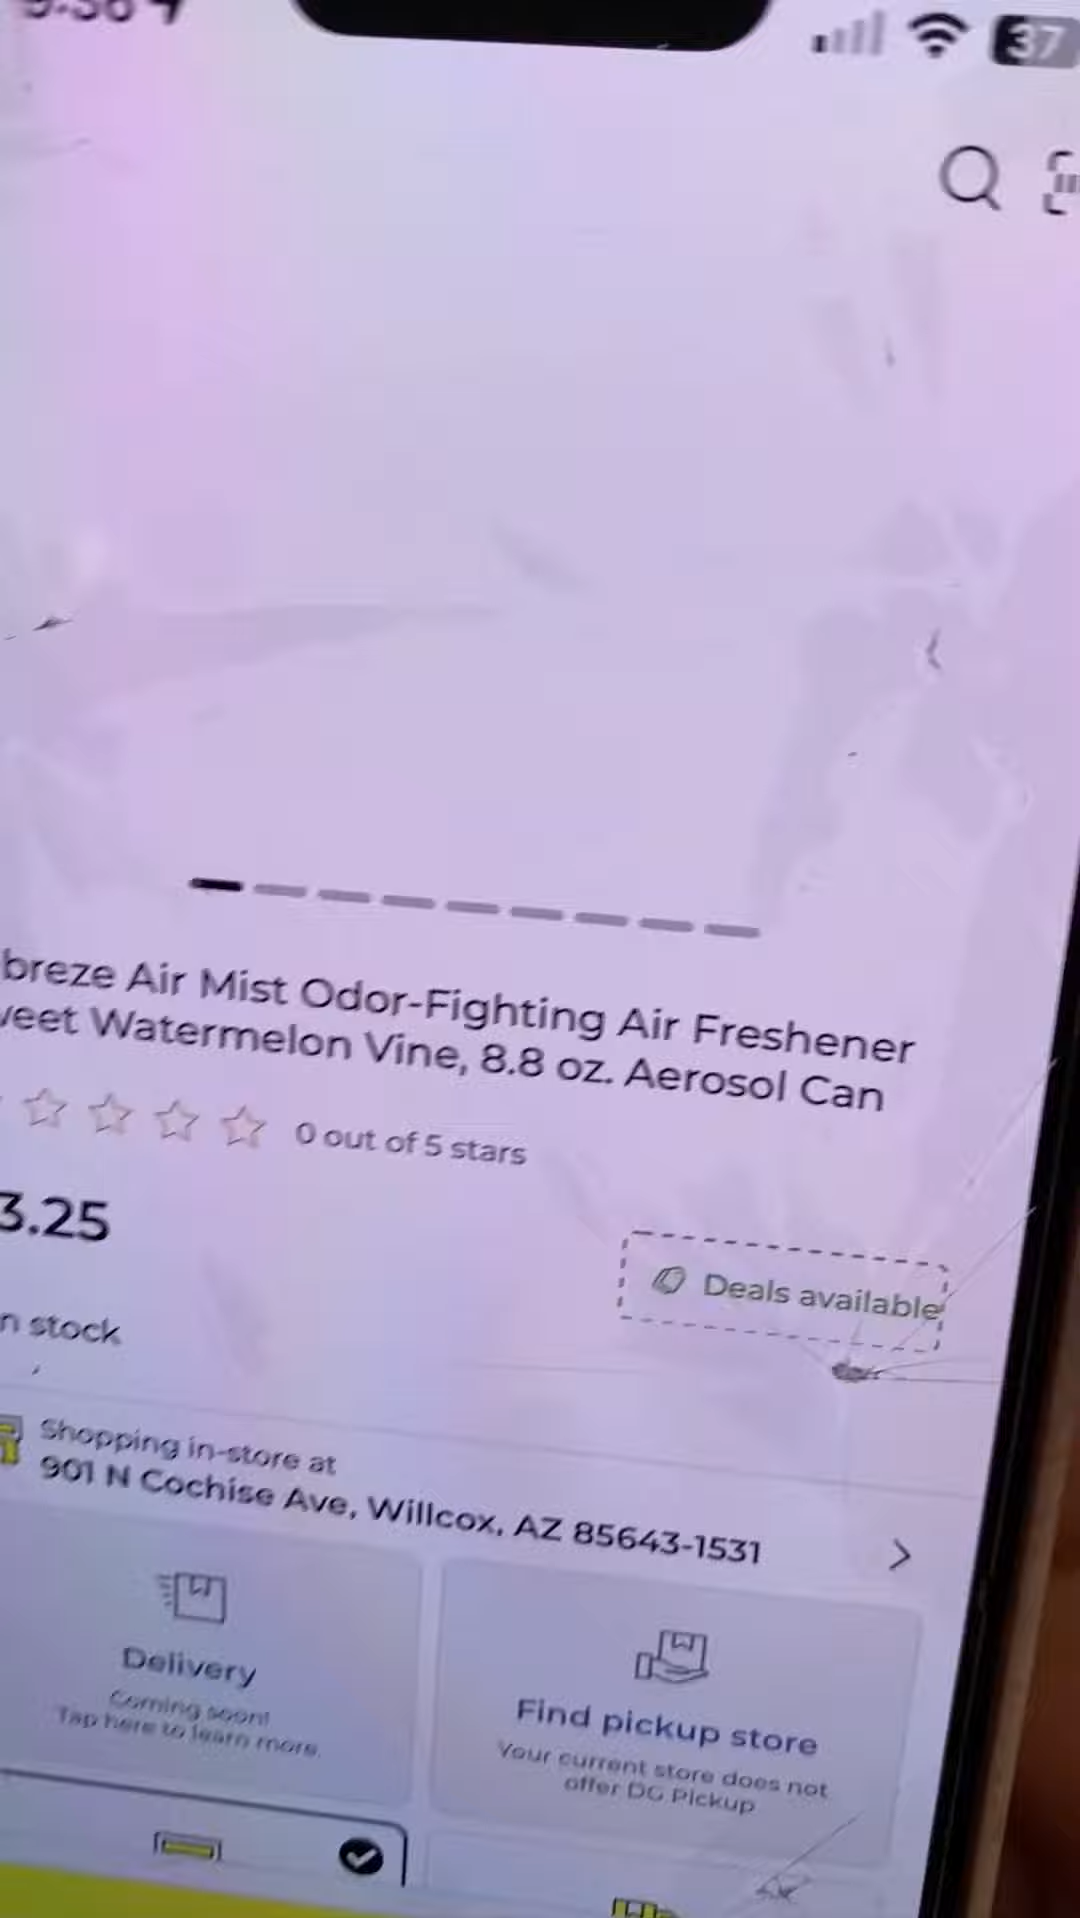 37
breze Air Mist Odor-Fighting Air Freshener
veet Watermelon Vine, 8.8 oz. Aerosol Can
0 out of 5 stars
3.25
n stock
Deals available
Shopping in-store at
901 N Cochise Ave, Willcox, AZ 85643-1531
Delivery
Coming soon!
Tap here to learn more.
Find pickup store
Your current store does not
offer DG Pickup